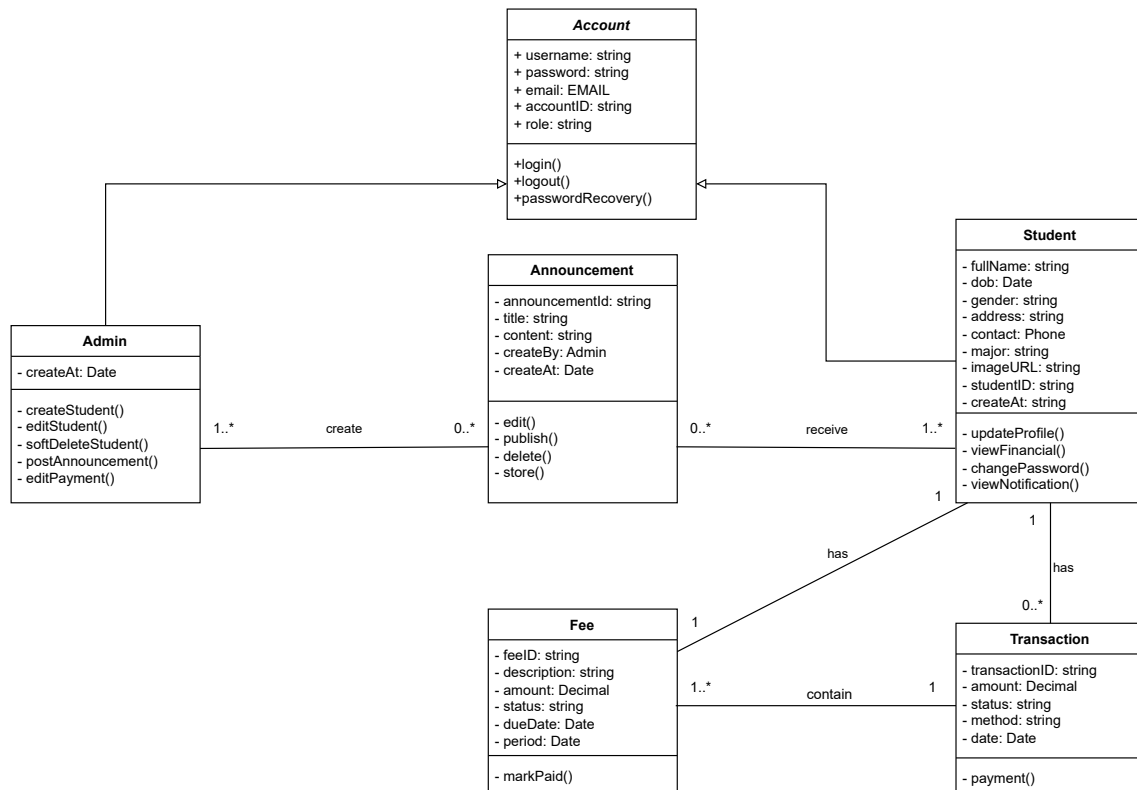 Account
+ username: string
+ password: string
+ email: EMAIL
+ accountID: string
+ role: string
+login()
+logout()
+passwordRecovery()
Student
- fullName: string
- dob: Date
- gender: string
- address: string
- contact: Phone
- major: string
- imageURL: string
- studentID: string
- createAt: string
- updateProfile()
- viewFinancial()
- changePassword()
- viewNotification()
Announcement
- announcementId: string
- title: string
- content: string
- createBy: Admin
- createAt: Date
- edit()
- publish()
- delete()
- store()
Admin
- createAt: Date
- createStudent()
- editStudent()
- softDeleteStudent()
- postAnnouncement()
- editPayment()
1..* create 0..*
0..* receive 1..*
1
has
1
1
has
0..*
Fee
- feeID: string
- description: string
- amount: Decimal
- status: string
- dueDate: Date
- period: Date
- markPaid()
1..* contain 1
Transaction
- transactionID: string
- amount: Decimal
- status: string
- method: string
- date: Date
- payment()